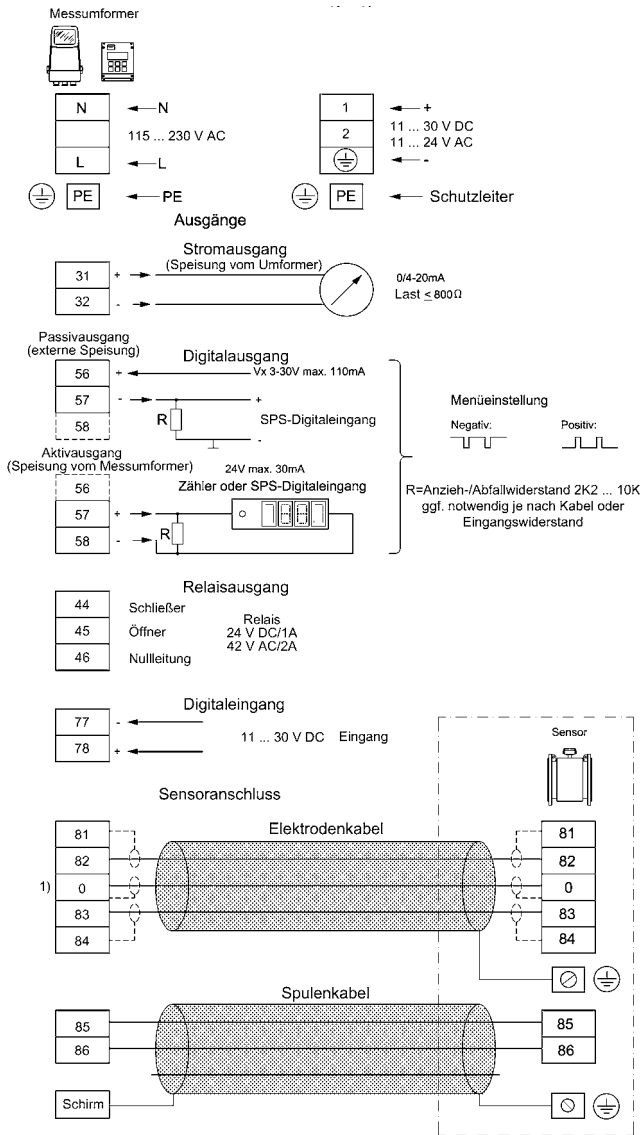 Messumformer
N
N
115 ... 230 V AC
L
L
PE
PE
1
+
2
11 ... 30 V DC
11 ... 24 V AC
-
PE
Schutzleiter
Ausgänge
Stromausgang
(Speisung vom Umformer)
31 +
32 -
0/4-20mA
Last ≤ 800Ω
Passivausgang
(externe Speisung)
Digitalausgang
56 +
Vx 3-30V max. 110mA
57 -
+
58
R
SPS-Digitaleingang
-
Menüeinstellung
Negativ:
Positiv:
Aktivausgang
(Speisung vom Messumformer)
24V max. 30mA
Zähler oder SPS-Digitaleingang
56
57 +
58 -
R
R=Anzieh-/Abfallwiderstand 2K2 ... 10K
ggf. notwendig je nach Kabel oder
Eingangswiderstand
Relaisausgang
44 Schließer
45 Öffner
46 Nullleitung
Relais
24 V DC/1A
42 V AC/2A
Digitaleingang
77 -
78 +
11 ... 30 V DC Eingang
Sensor
Sensoranschluss
Elektrodenkabel
81 81
82 82
1) 0 0
83 83
84 84
Spulenkabel
85 85
86 86
Schirm